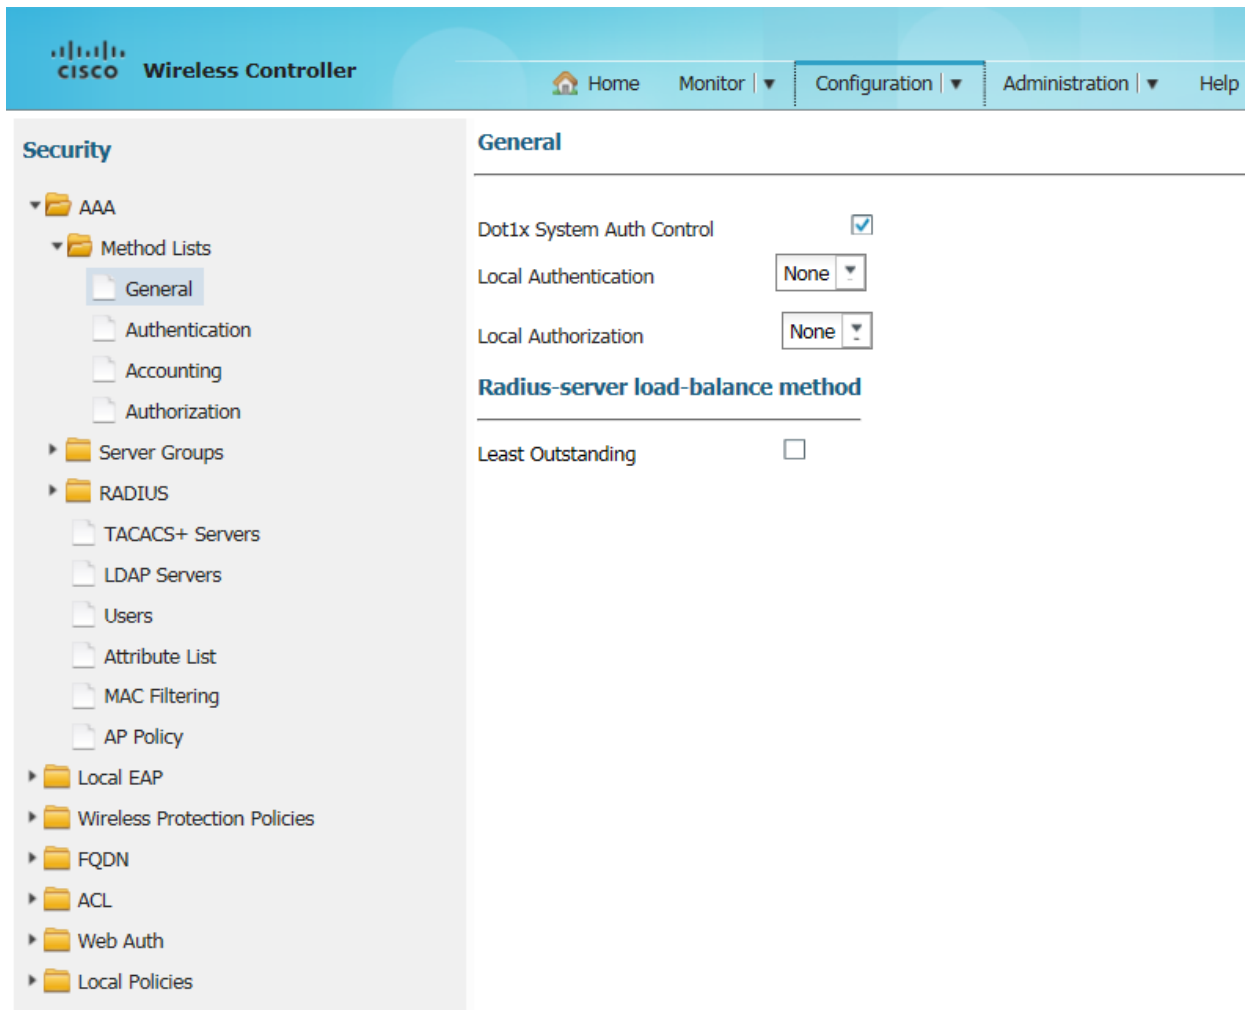 CISCO Wireless Controller
Home Monitor Configuration Administration Help
Security
AAA
Method Lists
General
Authentication
Accounting
Authorization
Server Groups
RADIUS
TACACS+ Servers
LDAP Servers
Users
Attribute List
MAC Filtering
AP Policy
Local EAP
Wireless Protection Policies
FQDN
ACL
Web Auth
Local Policies
General
Dot1x System Auth Control
Local Authentication None
Local Authorization None
Radius-server load-balance method
Least Outstanding